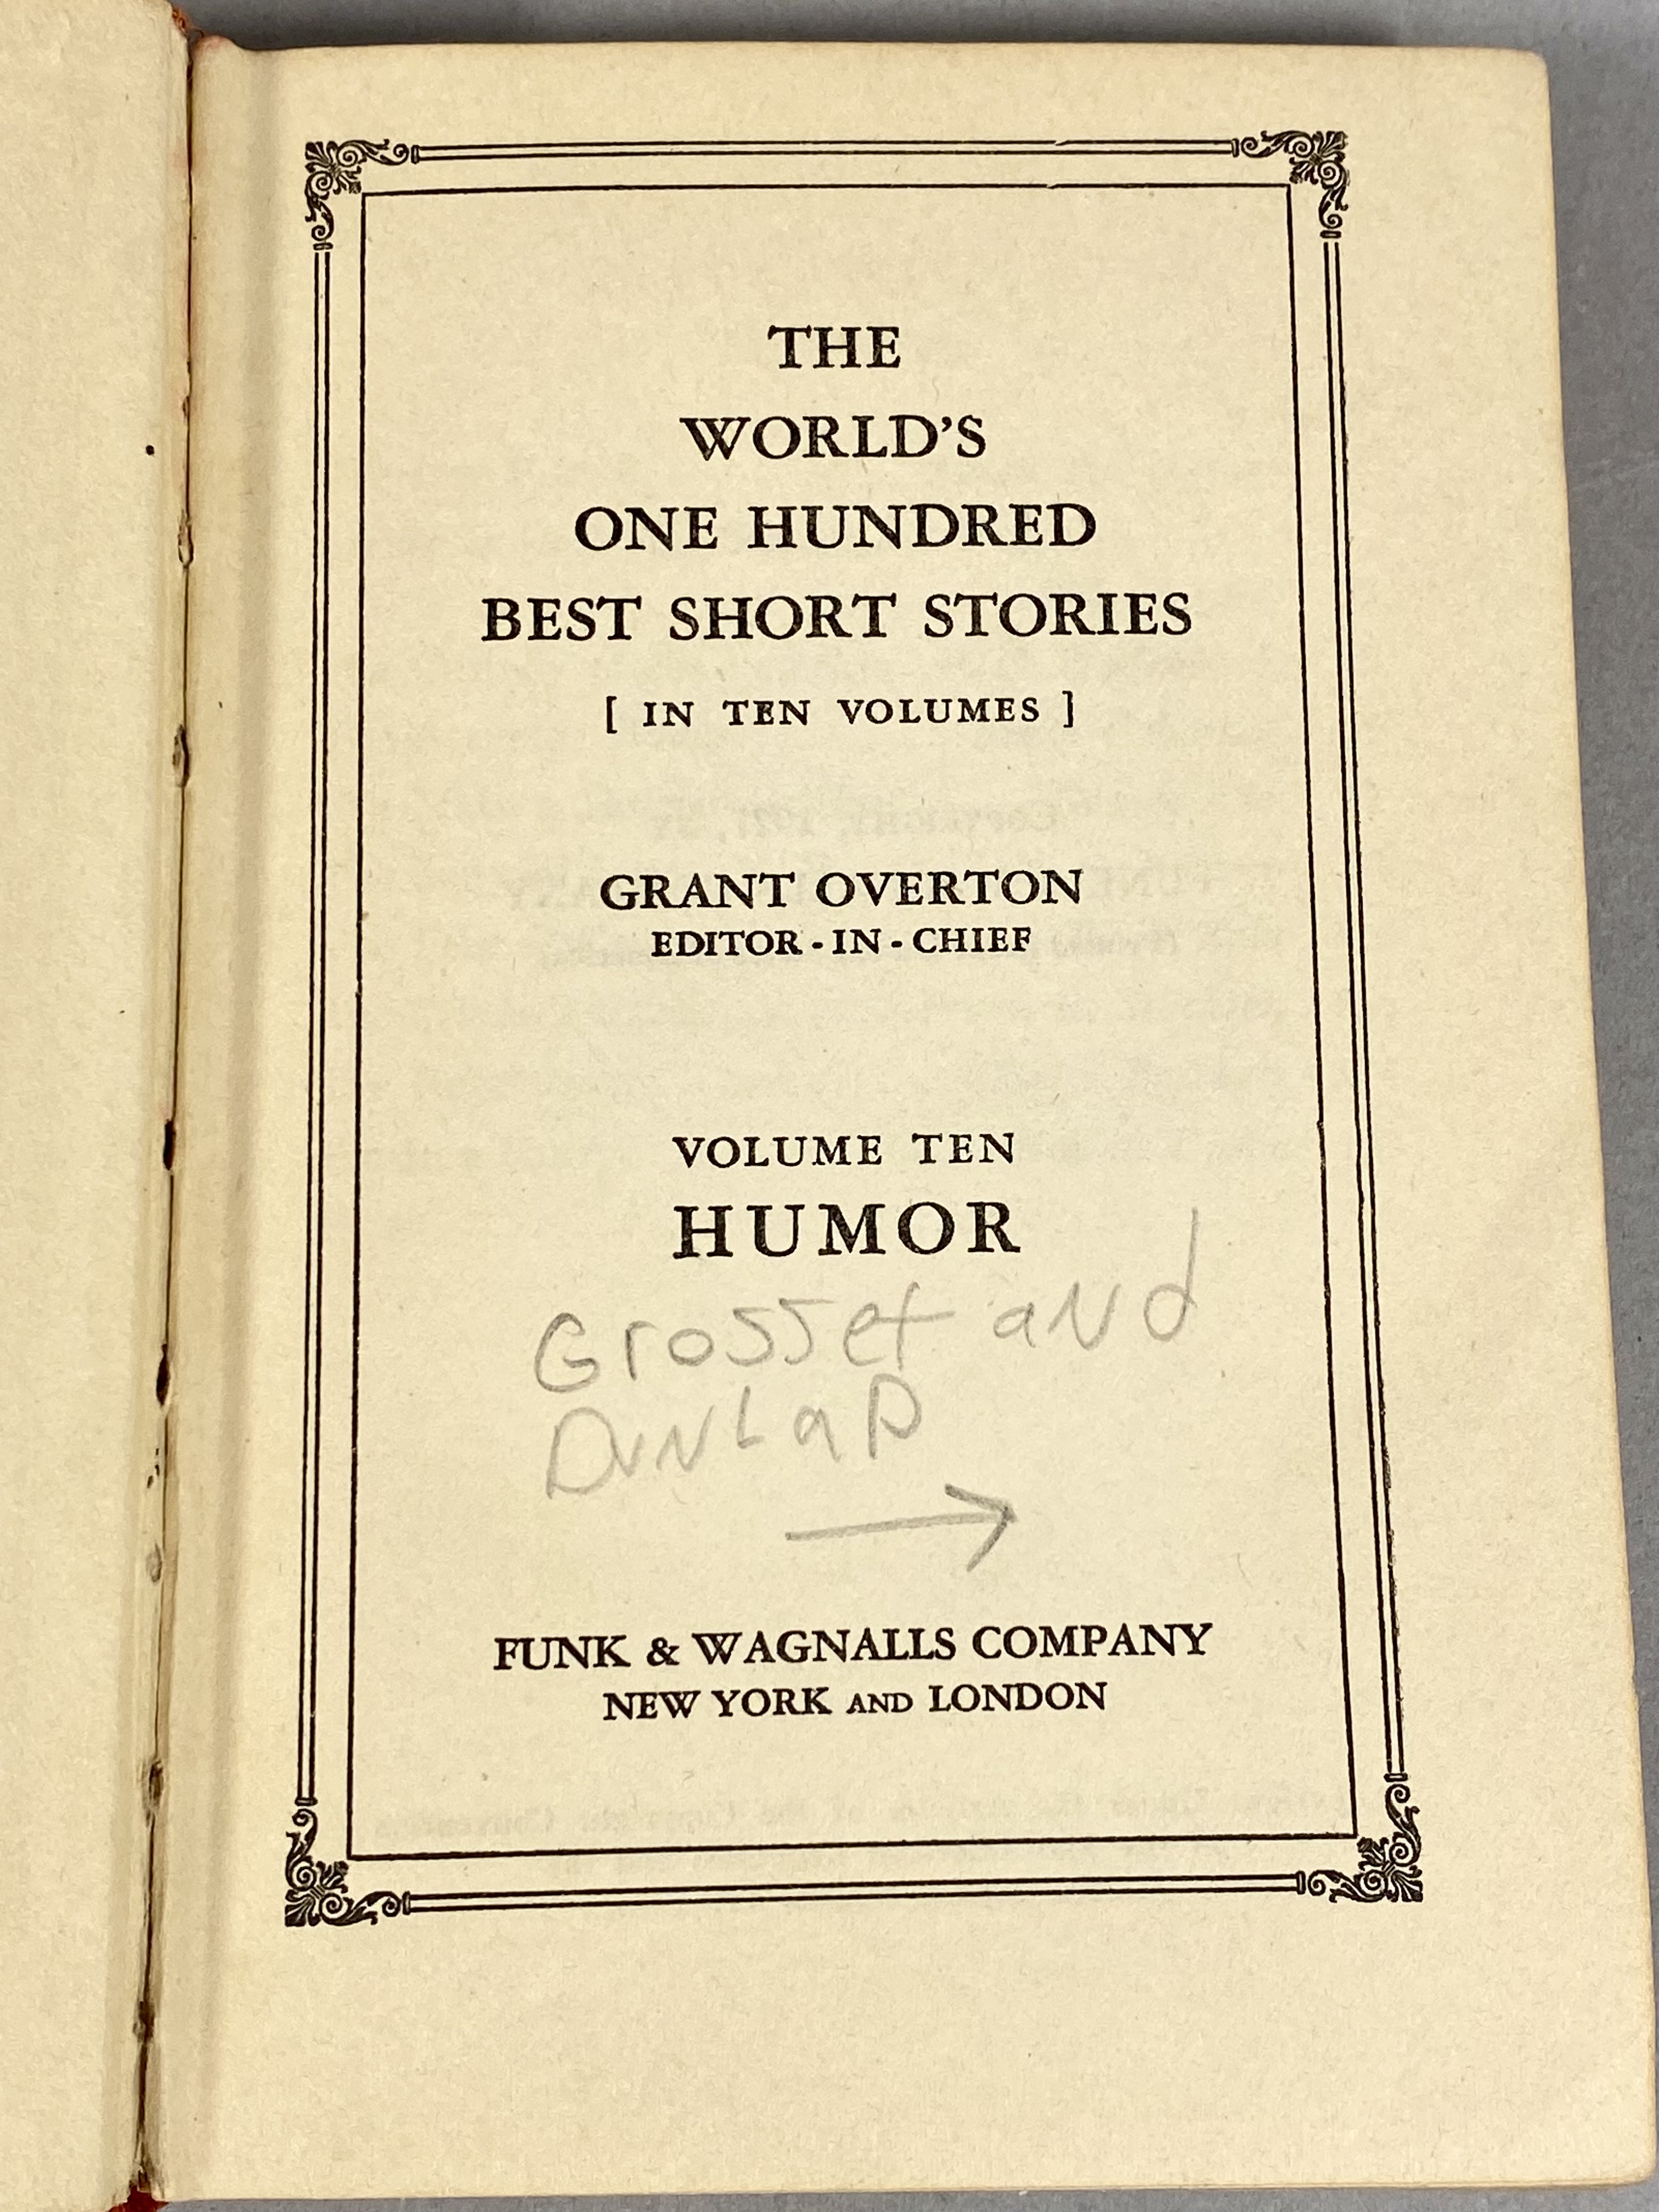 THE
WORLD'S
ONE HUNDRED
BEST SHORT STORIES
[ IN TEN VOLUMES ]
GRANT OVERTON
EDITOR-IN-CHIEF
VOLUME TEN
HUMOR
Grosset and
DUNLAP
FUNK & WAGNALLS COMPANY
NEW YORK AND LONDON